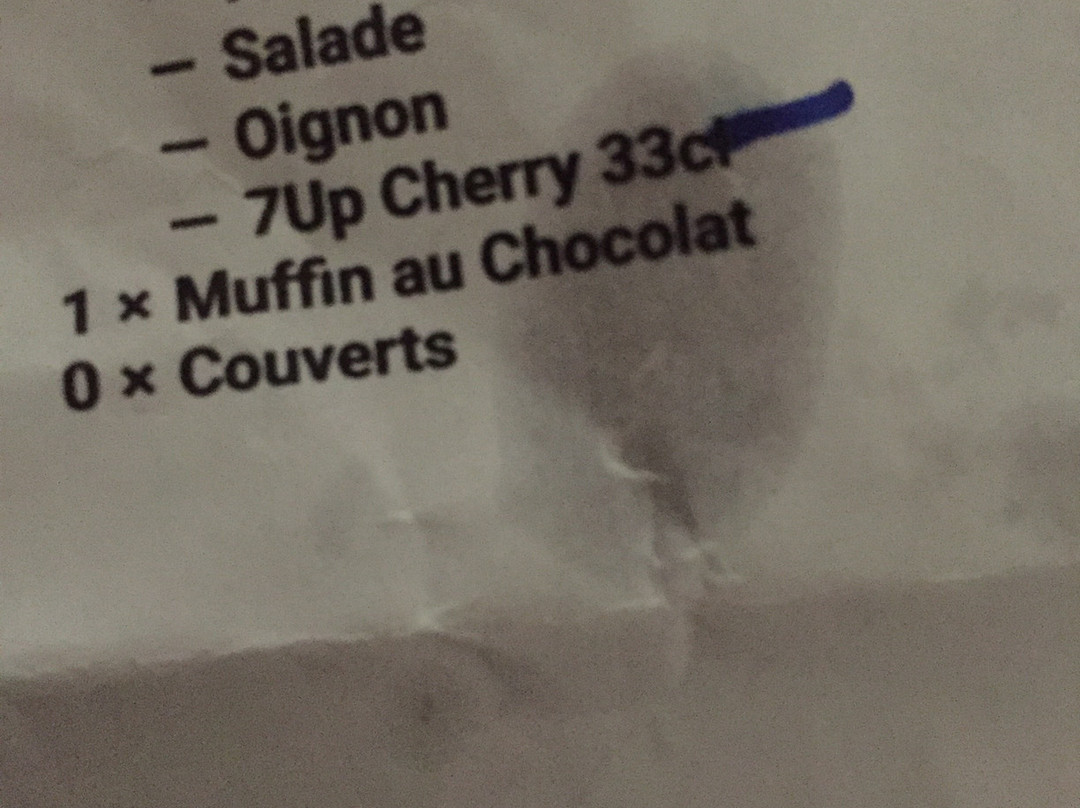 – Salade
– Oignon
– 7Up Cherry 33cl
1 × Muffin au Chocolat
0 × Couverts